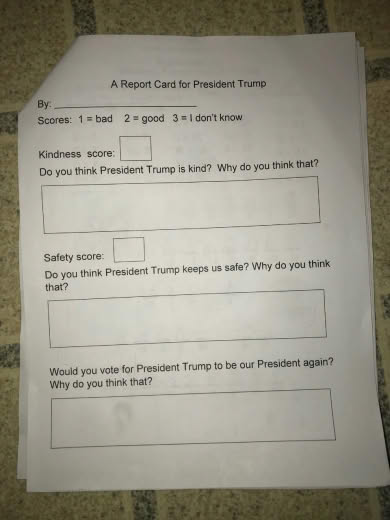 A Report Card for President Trump
By: ____________________________
Scores: 1 = bad 2 = good 3 = I don't know
Kindness score:
Do you think President Trump is kind? Why do you think that?
Safety score:
Do you think President Trump keeps us safe? Why do you think
that?
Would you vote for President Trump to be our President again?
Why do you think that?